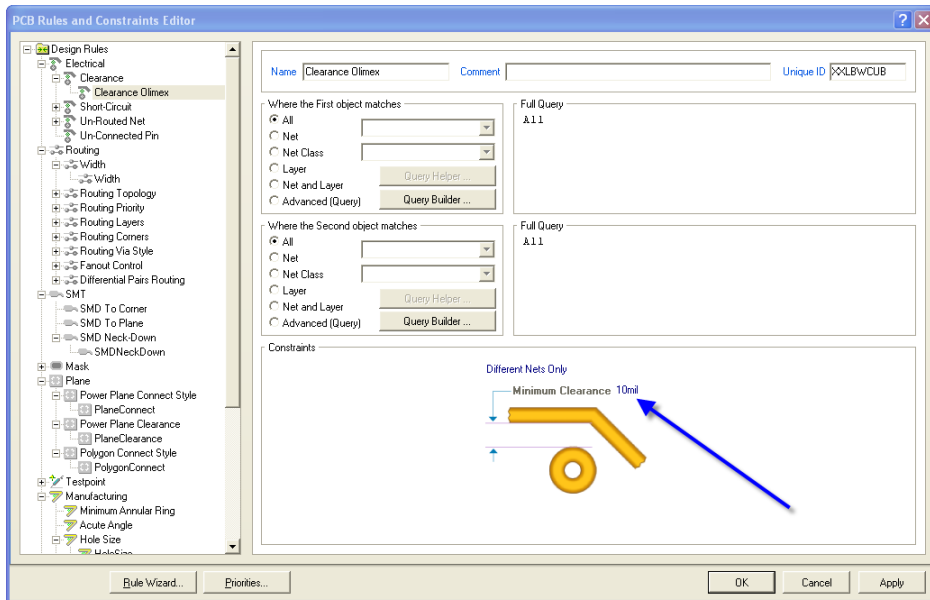 PCB Rules and Constraints Editor
Design Rules
Electrical
Clearance
Clearance Olimex
Short-Circuit
Un-Routed Net
Un-Connected Pin
Routing
Width
Width
Routing Topology
Routing Priority
Routing Layers
Routing Corners
Routing Via Style
Fanout Control
Differential Pairs Routing
SMT
SMD To Corner
SMD To Plane
SMD Neck-Down
SMDNeckDown
Mask
Plane
Power Plane Connect Style
PlaneConnect
Power Plane Clearance
PlaneClearance
Polygon Connect Style
PolygonConnect
Testpoint
Manufacturing
Minimum Annular Ring
Acute Angle
Hole Size
HoleSize
Name Clearance Olimex Comment Unique ID XXLBWCUB
Where the First object matches
All
Net
Net Class
Layer
Net and Layer
Advanced (Query)
Query Helper ...
Query Builder ...
Full Query
All
Where the Second object matches
All
Net
Net Class
Layer
Net and Layer
Advanced (Query)
Query Helper ...
Query Builder ...
Full Query
All
Constraints
Different Nets Only
Minimum Clearance 10mil
Rule Wizard... Priorities... OK Cancel Apply